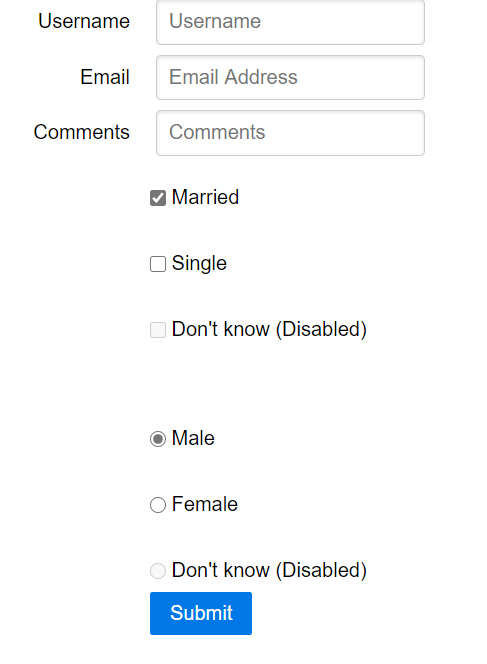 Username Username
Email Email Address
Comments Comments
Married
Single
Don't know (Disabled)
Male
Female
Don't know (Disabled)
Submit